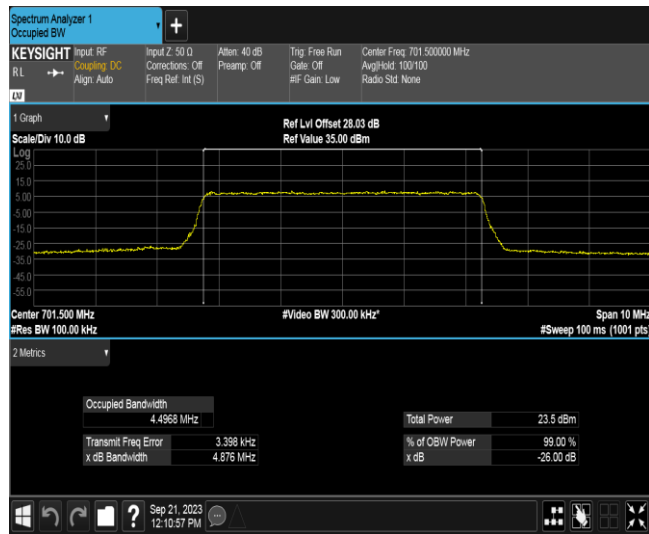 Spectrum Analyzer 1
Occupied BW
+
KEYSIGHT Input: RF Input Z: 50 Ω Atten: 40 dB Trig: Free Run Center Freq: 701.500000 MHz
RL Coupling: DC Corrections: Off Preamp: Off Gate: Off Avg|Hold: 100/100
Align: Auto Freq Ref: Int (S) #IF Gain: Low Radio Std: None
LXI
1 Graph Ref Lvl Offset 28.03 dB
Scale/Div 10.0 dB Ref Value 35.00 dBm
Log
25.0
15.0
5.00
-5.00
-15.0
-25.0
-35.0
-45.0
-55.0
Center 701.500 MHz #Video BW 300.00 kHz* Span 10 MHz
#Res BW 100.00 kHz #Sweep 100 ms (1001 pts)
2 Metrics
Occupied Bandwidth
4.4968 MHz Total Power 23.5 dBm
Transmit Freq Error 3.398 kHz % of OBW Power 99.00 %
x dB Bandwidth 4.876 MHz x dB -26.00 dB
? Sep 21, 2023
12:10:57 PM